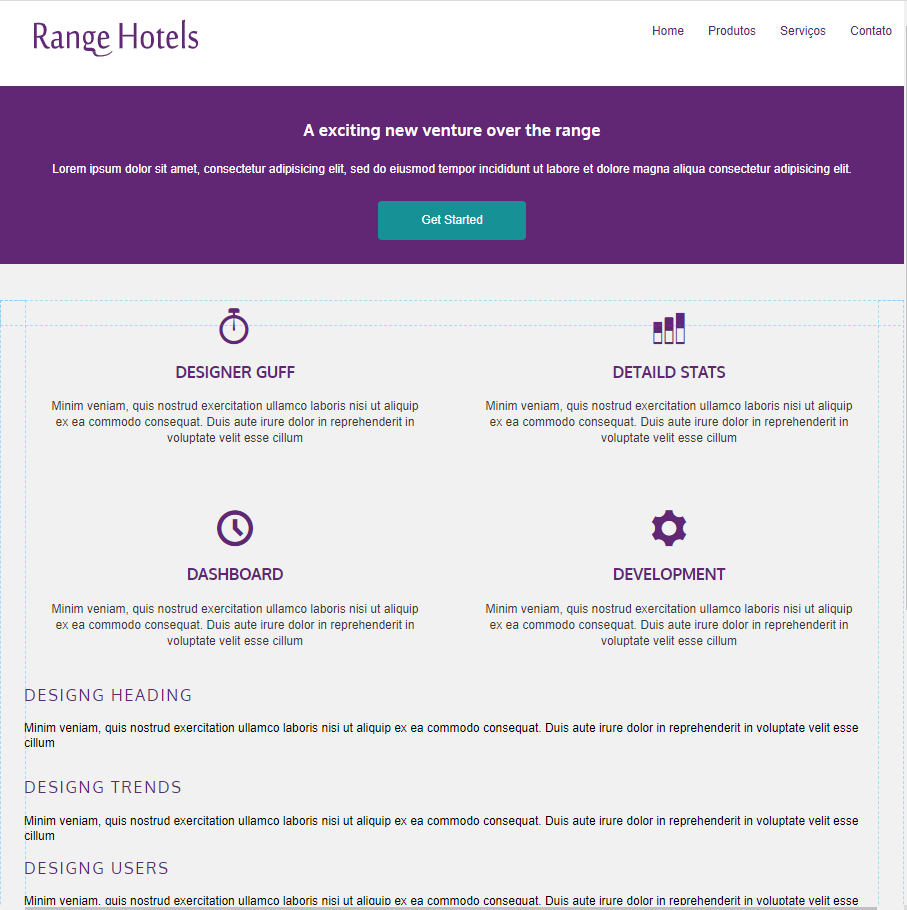 Range Hotels
Home Produtos Serviços Contato
A exciting new venture over the range
Lorem ipsum dolor sit amet, consectetur adipisicing elit, sed do eiusmod tempor incididunt ut labore et dolore magna aliqua consectetur adipisicing elit.
Get Started
DESIGNER GUFF
Minim veniam, quis nostrud exercitation ullamco laboris nisi ut aliquip
ex ea commodo consequat. Duis aute irure dolor in reprehenderit in
voluptate velit esse cillum
DETAILD STATS
Minim veniam, quis nostrud exercitation ullamco laboris nisi ut aliquip
ex ea commodo consequat. Duis aute irure dolor in reprehenderit in
voluptate velit esse cillum
DASHBOARD
Minim veniam, quis nostrud exercitation ullamco laboris nisi ut aliquip
ex ea commodo consequat. Duis aute irure dolor in reprehenderit in
voluptate velit esse cillum
DEVELOPMENT
Minim veniam, quis nostrud exercitation ullamco laboris nisi ut aliquip
ex ea commodo consequat. Duis aute irure dolor in reprehenderit in
voluptate velit esse cillum
DESIGNG HEADING
Minim veniam, quis nostrud exercitation ullamco laboris nisi ut aliquip ex ea commodo consequat. Duis aute irure dolor in reprehenderit in voluptate velit esse
cillum
DESIGNG TRENDS
Minim veniam, quis nostrud exercitation ullamco laboris nisi ut aliquip ex ea commodo consequat. Duis aute irure dolor in reprehenderit in voluptate velit esse
cillum
DESIGNG USERS
Minim veniam, quis nostrud exercitation ullamco laboris nisi ut aliquip ex ea commodo consequat. Duis aute irure dolor in reprehenderit in voluptate velit esse